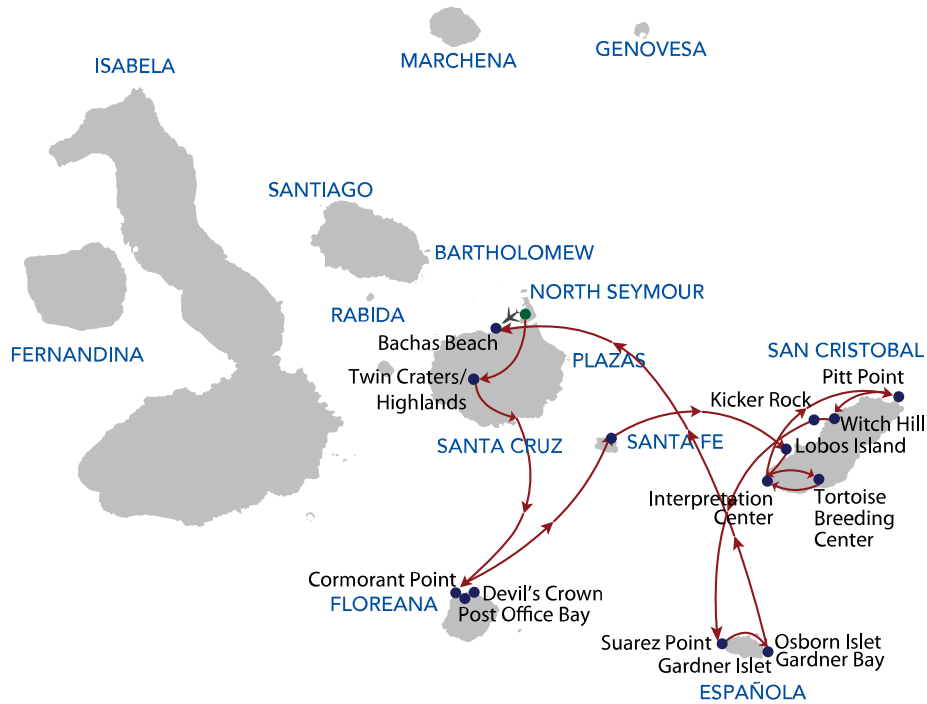 MARCHENA
GENOVESA
ISABELA
SANTIAGO
BARTHOLOMEW
NORTH SEYMOUR
RABIDA
FERNANDINA
Bachas Beach
PLAZAS
SAN CRISTOBAL
Twin Craters/
Highlands
Pitt Point
Kicker Rock
Witch Hill
SANTA CRUZ
SANTA FE
Lobos Island
Interpretation
Center
Tortoise
Breeding
Center
Cormorant Point
Devil's Crown
FLOREANA
Post Office Bay
Suarez Point
Osborn Islet
Gardner Islet
Gardner Bay
ESPAÑOLA